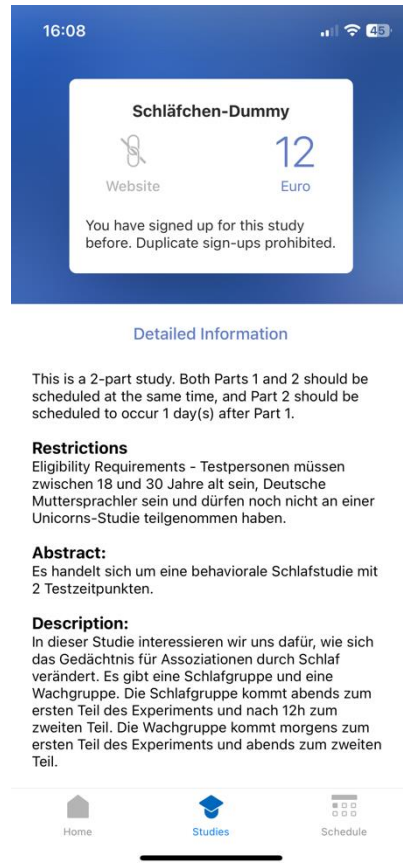 16:08
45
Schläfchen-Dummy
12
Website
Euro
You have signed up for this study
before. Duplicate sign-ups prohibited.
Detailed Information
This is a 2-part study. Both Parts 1 and 2 should be
scheduled at the same time, and Part 2 should be
scheduled to occur 1 day(s) after Part 1.
Restrictions
Eligibility Requirements - Testpersonen müssen
zwischen 18 und 30 Jahre alt sein, Deutsche
Muttersprachler sein und dürfen noch nicht an einer
Unicorns-Studie teilgenommen haben.
Abstract:
Es handelt sich um eine behaviorale Schlafstudie mit
2 Testzeitpunkten.
Description:
In dieser Studie interessieren wir uns dafür, wie sich
das Gedächtnis für Assoziationen durch Schlaf
verändert. Es gibt eine Schlafgruppe und eine
Wachgruppe. Die Schlafgruppe kommt abends zum
ersten Teil des Experiments und nach 12h zum
zweiten Teil. Die Wachgruppe kommt morgens zum
ersten Teil des Experiments und abends zum zweiten
Teil.
Home
Studies
Schedule